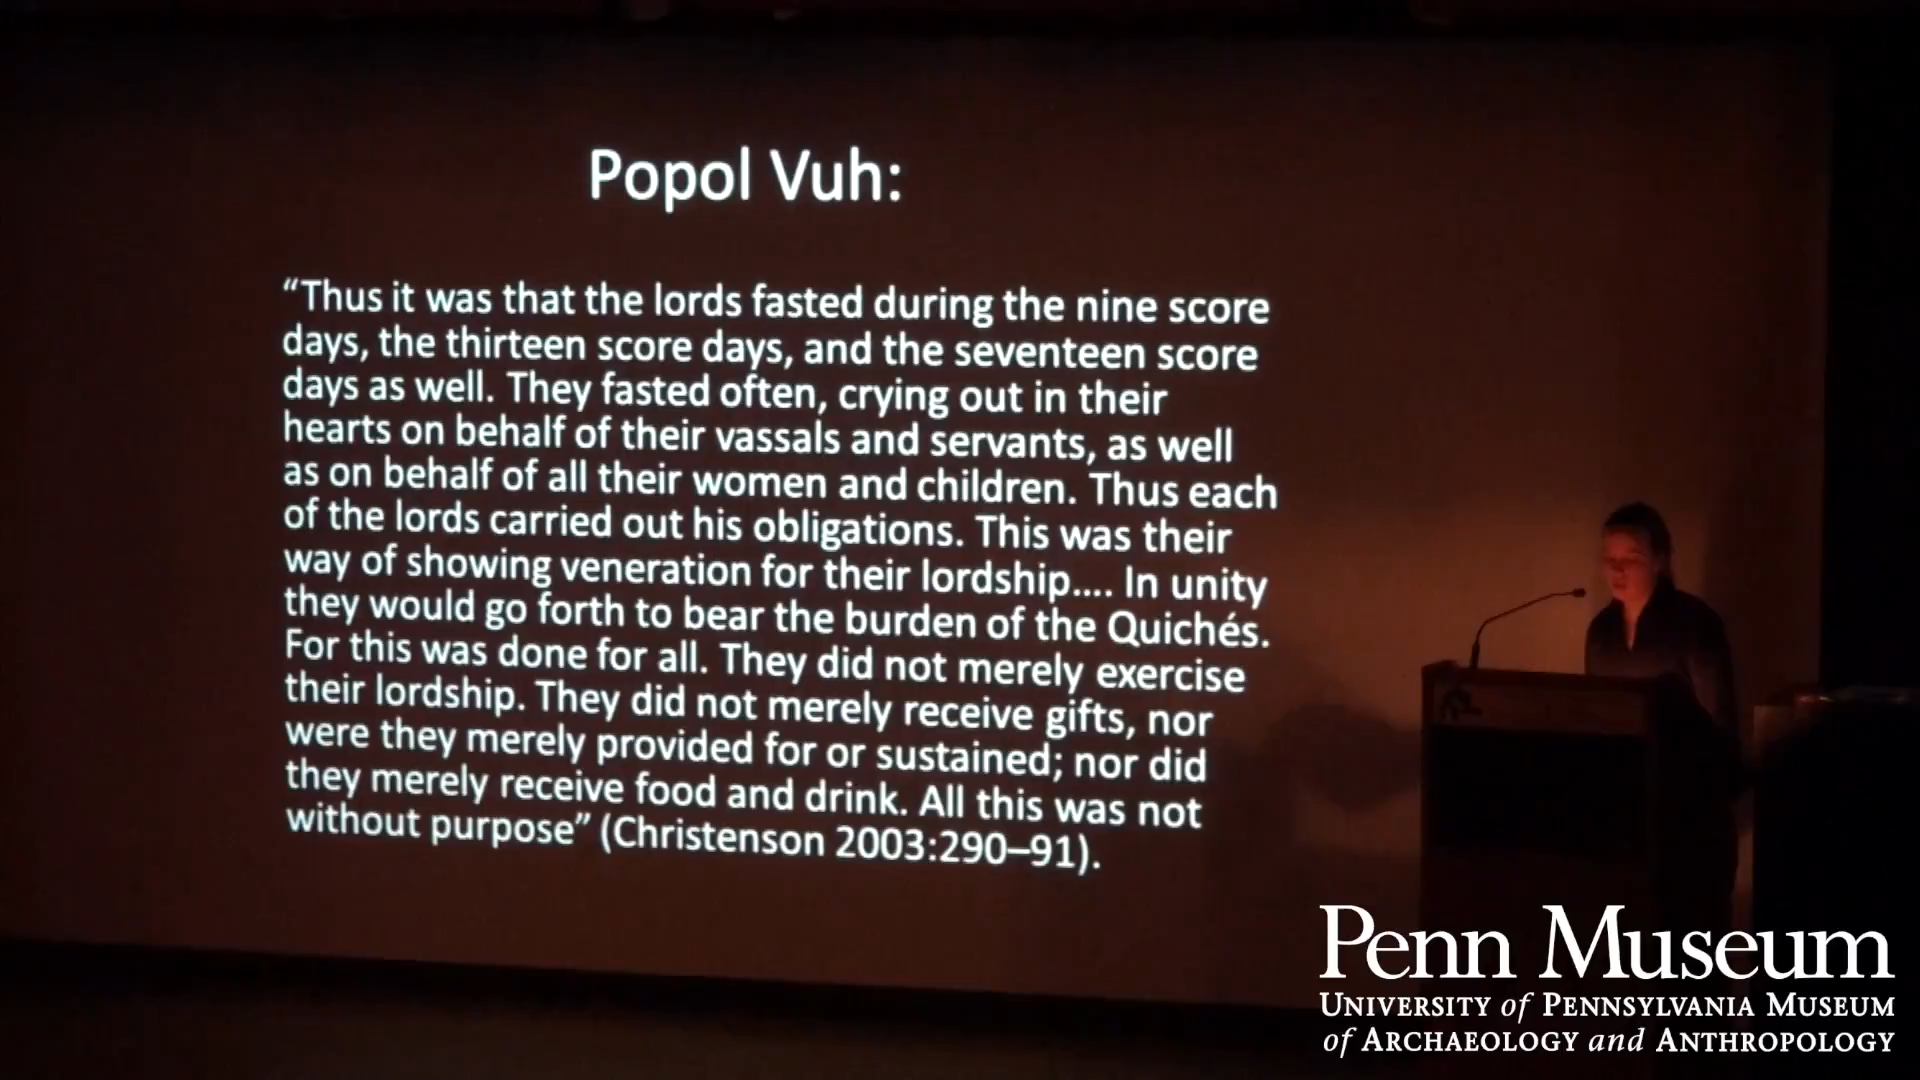 Popol Vuh:
“Thus it was that the lords fasted during the nine score
days, the thirteen score days, and the seventeen score
days as well. They fasted often, crying out in their
hearts on behalf of their vassals and servants, as well
as on behalf of all their women and children. Thus each
of the lords carried out his obligations. This was their
way of showing veneration for their lordship.... In unity
they would go forth to bear the burden of the Quichés.
For this was done for all. They did not merely exercise
their lordship. They did not merely receive gifts, nor
were they merely provided for or sustained; nor did
they merely receive food and drink. All this was not
without purpose” (Christenson 2003:290–91).
Penn Museum
UNIVERSITY of PENNSYLVANIA MUSEUM
of ARCHAEOLOGY and ANTHROPOLOGY